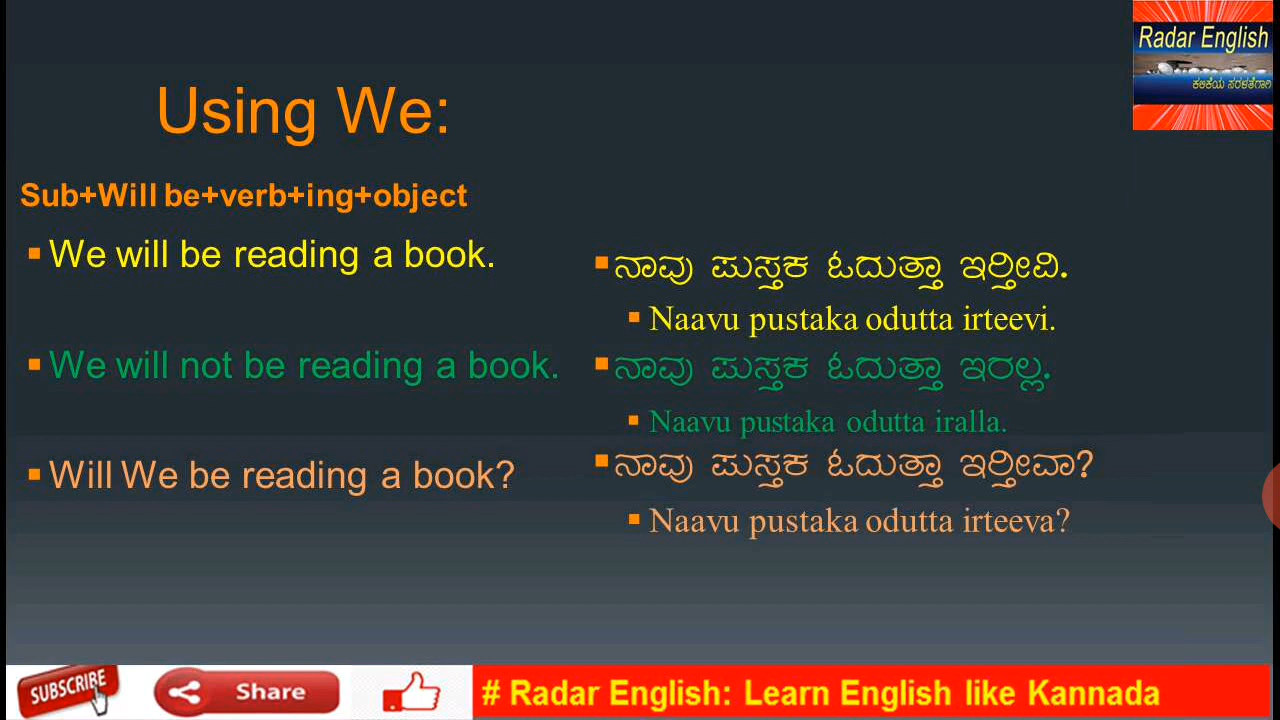 Radar English
ಕಲಿಕೆಯ ಸರಳತೆಗಾಗಿ
Using We:
Sub+Will be+verb+ing+object
We will be reading a book.
ನಾವು ಪುಸ್ತಕ ಓದುತ್ತಾ ಇರ್‍ತೀವಿ.
Naavu pustaka odutta irteevi.
We will not be reading a book.
ನಾವು ಪುಸ್ತಕ ಓದುತ್ತಾ ಇರಲ್ಲ.
Naavu pustaka odutta iralla.
Will We be reading a book?
ನಾವು ಪುಸ್ತಕ ಓದುತ್ತಾ ಇರ್‍ತೀವಾ?
Naavu pustaka odutta irteeva?
SUBSCRIBE
Share
# Radar English: Learn English like Kannada